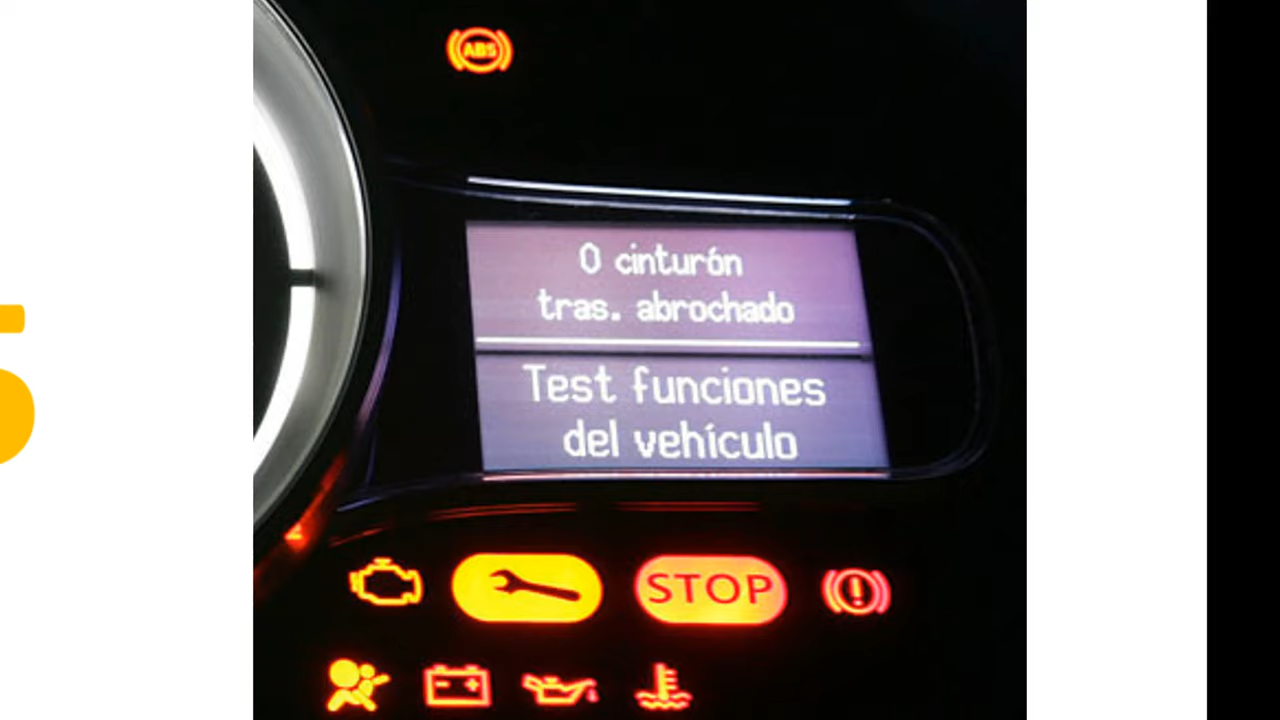 ABS
0 cinturón
tras. abrochado
Test funciones
del vehículo
STOP